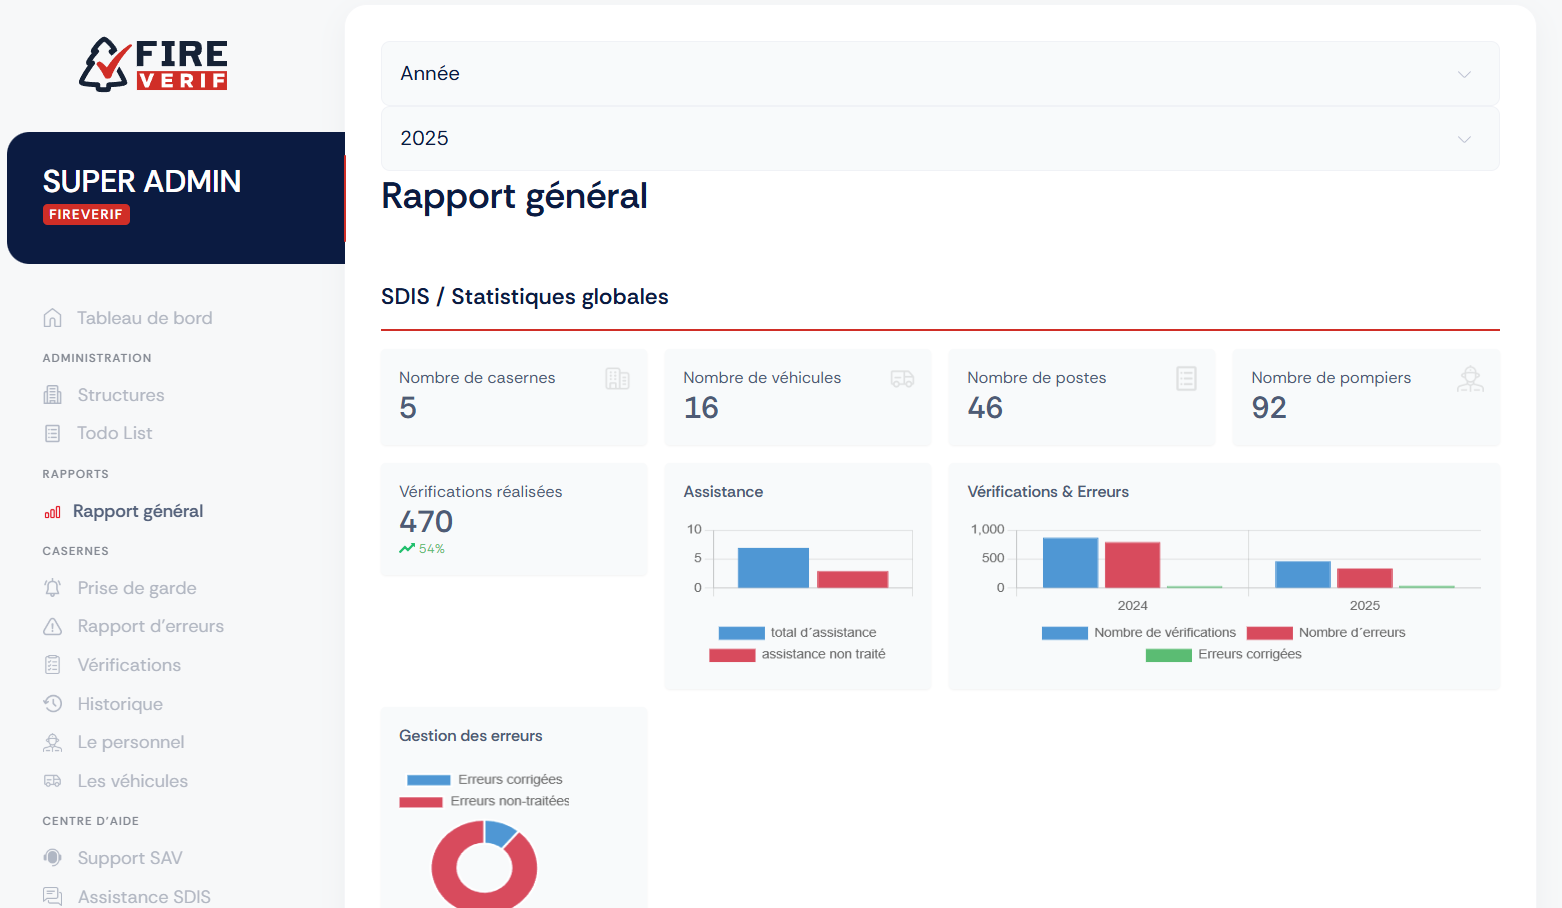 FIRE
VERIF
SUPER ADMIN
FIREVERIF
Tableau de bord
ADMINISTRATION
Structures
Todo List
RAPPORTS
Rapport général
CASERNES
Prise de garde
Rapport d'erreurs
Vérifications
Historique
Le personnel
Les véhicules
CENTRE D'AIDE
Support SAV
Assistance SDIS
Année
2025
Rapport général
SDIS / Statistiques globales
Nombre de casernes
5
Nombre de véhicules
16
Nombre de postes
46
Nombre de pompiers
92
Vérifications réalisées
470
54%
Assistance
10
5
0
total d´assistance
assistance non traité
Vérifications & Erreurs
1,000
500
0
2024 2025
Nombre de vérifications Nombre d´erreurs
Erreurs corrigées
Gestion des erreurs
Erreurs corrigées
Erreurs non-traitées